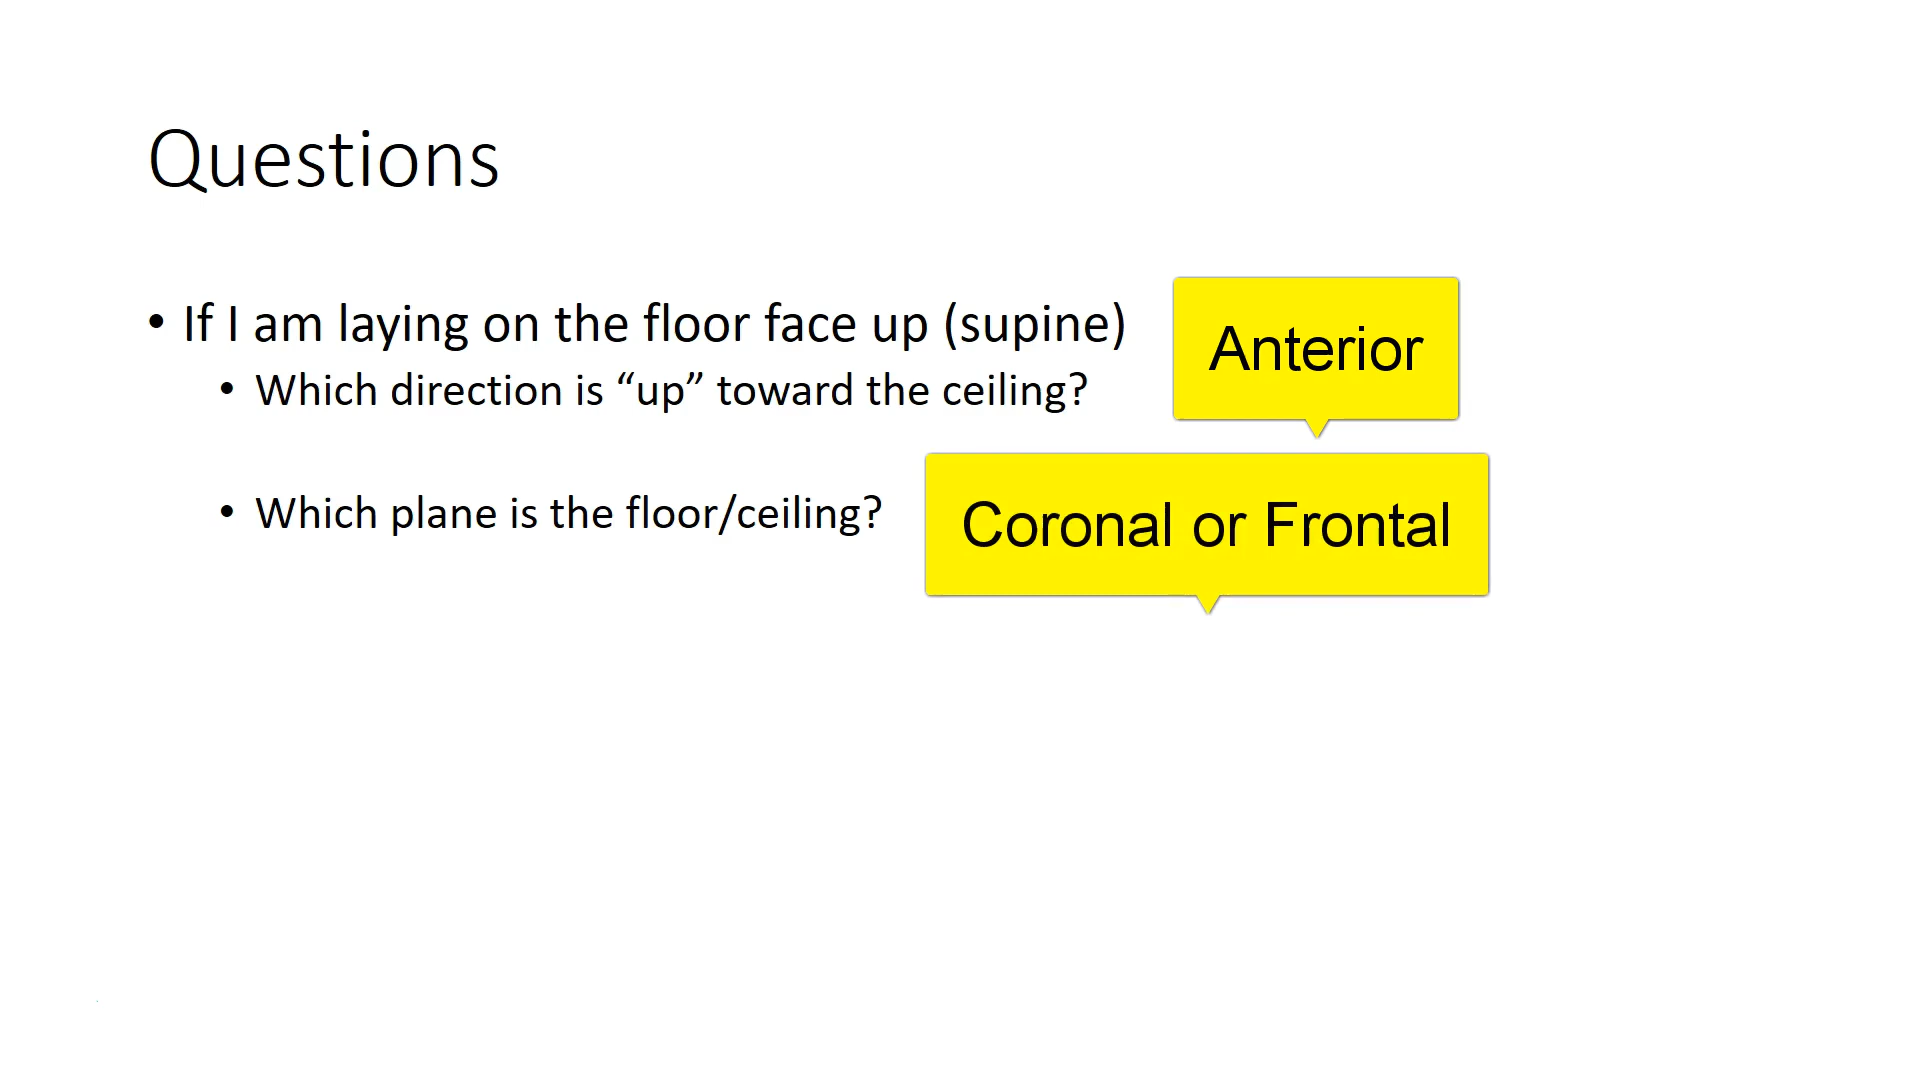 Questions
• If I am laying on the floor face up (supine)
• Which direction is “up” toward the ceiling?
Anterior
• Which plane is the floor/ceiling?
Coronal or Frontal